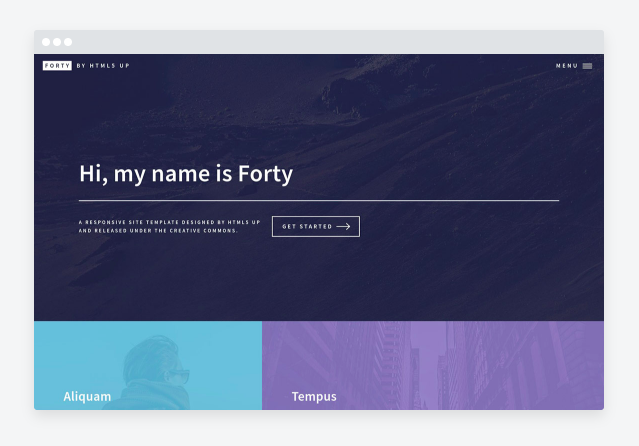 FORTY BY HTML5 UP
MENU
Hi, my name is Forty
A RESPONSIVE SITE TEMPLATE DESIGNED BY HTML5 UP
AND RELEASED UNDER THE CREATIVE COMMONS.
GET STARTED
Aliquam
Tempus